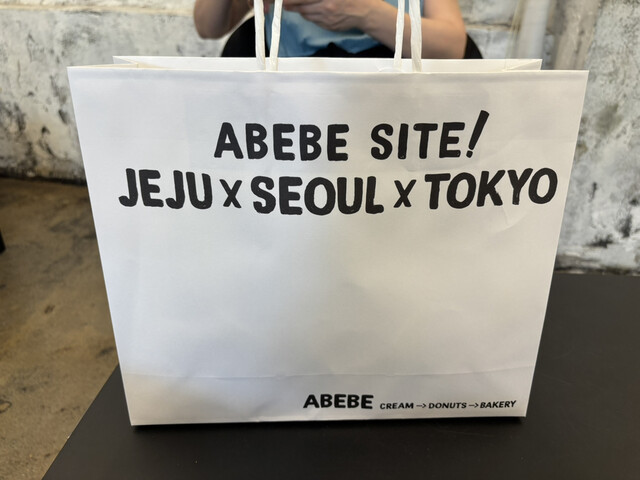 ABEBE SITE!
JEJU X SEOUL X TOKYO
ABEBE CREAM → DONUTS → BAKERY